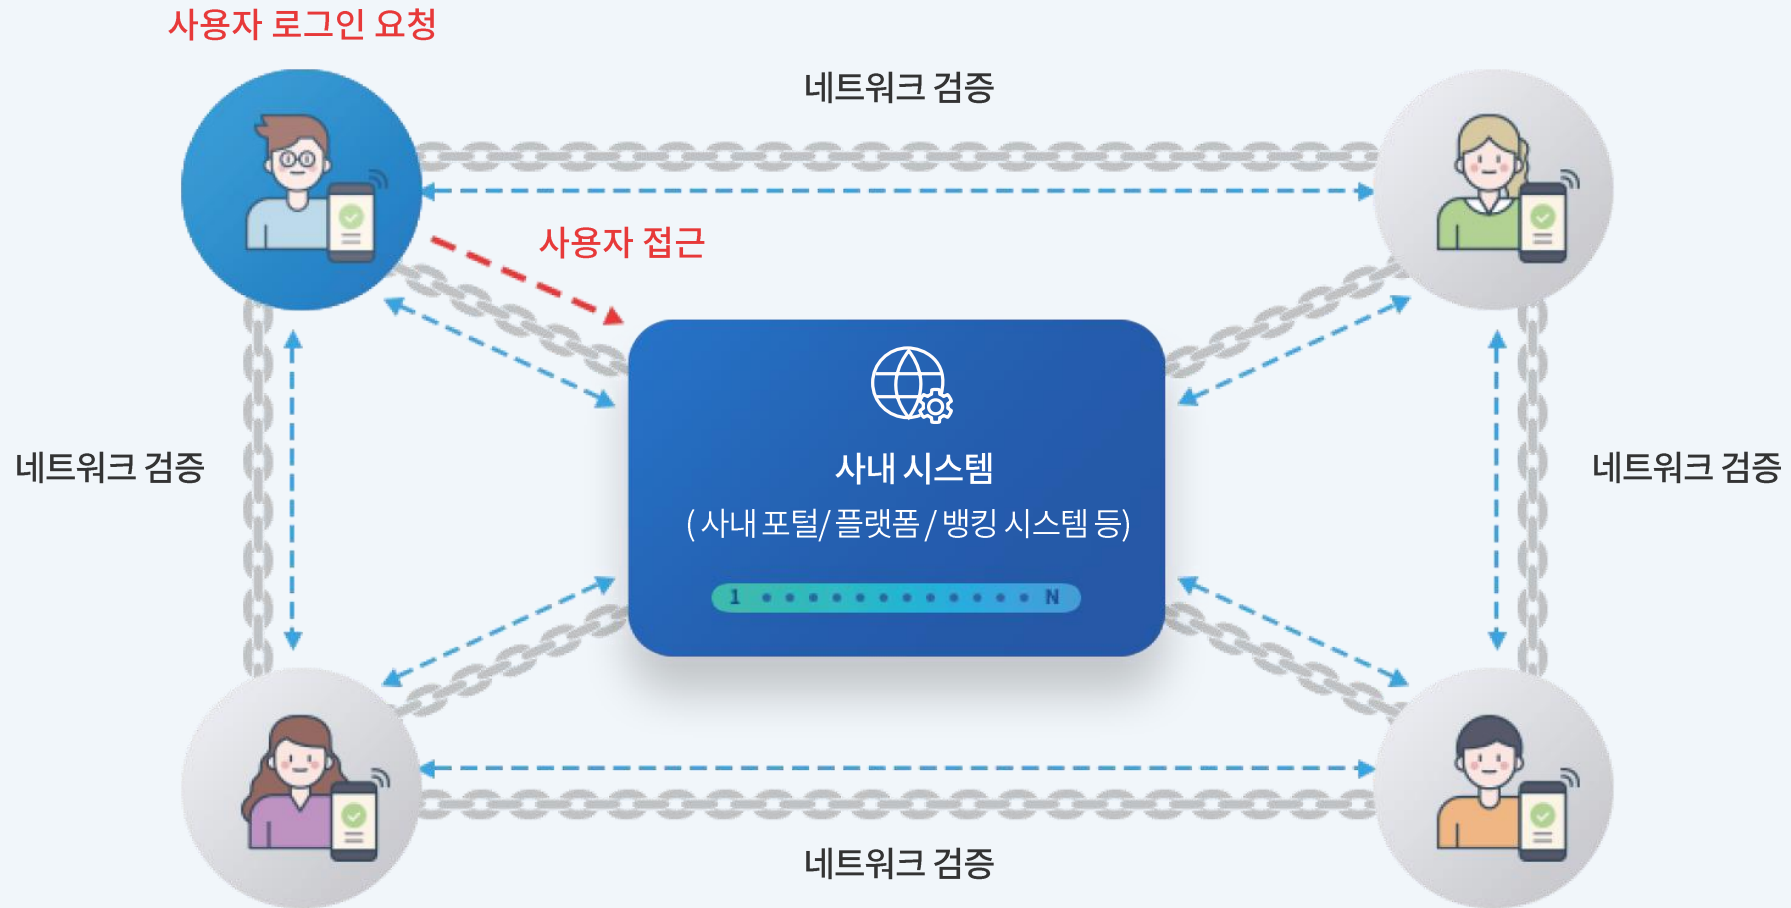 사용자 로그인 요청
네트워크 검증
사용자 접근
네트워크 검증
사내 시스템
( 사내 포털/ 플랫폼 / 뱅킹 시스템 등)
1 N
네트워크 검증
네트워크 검증